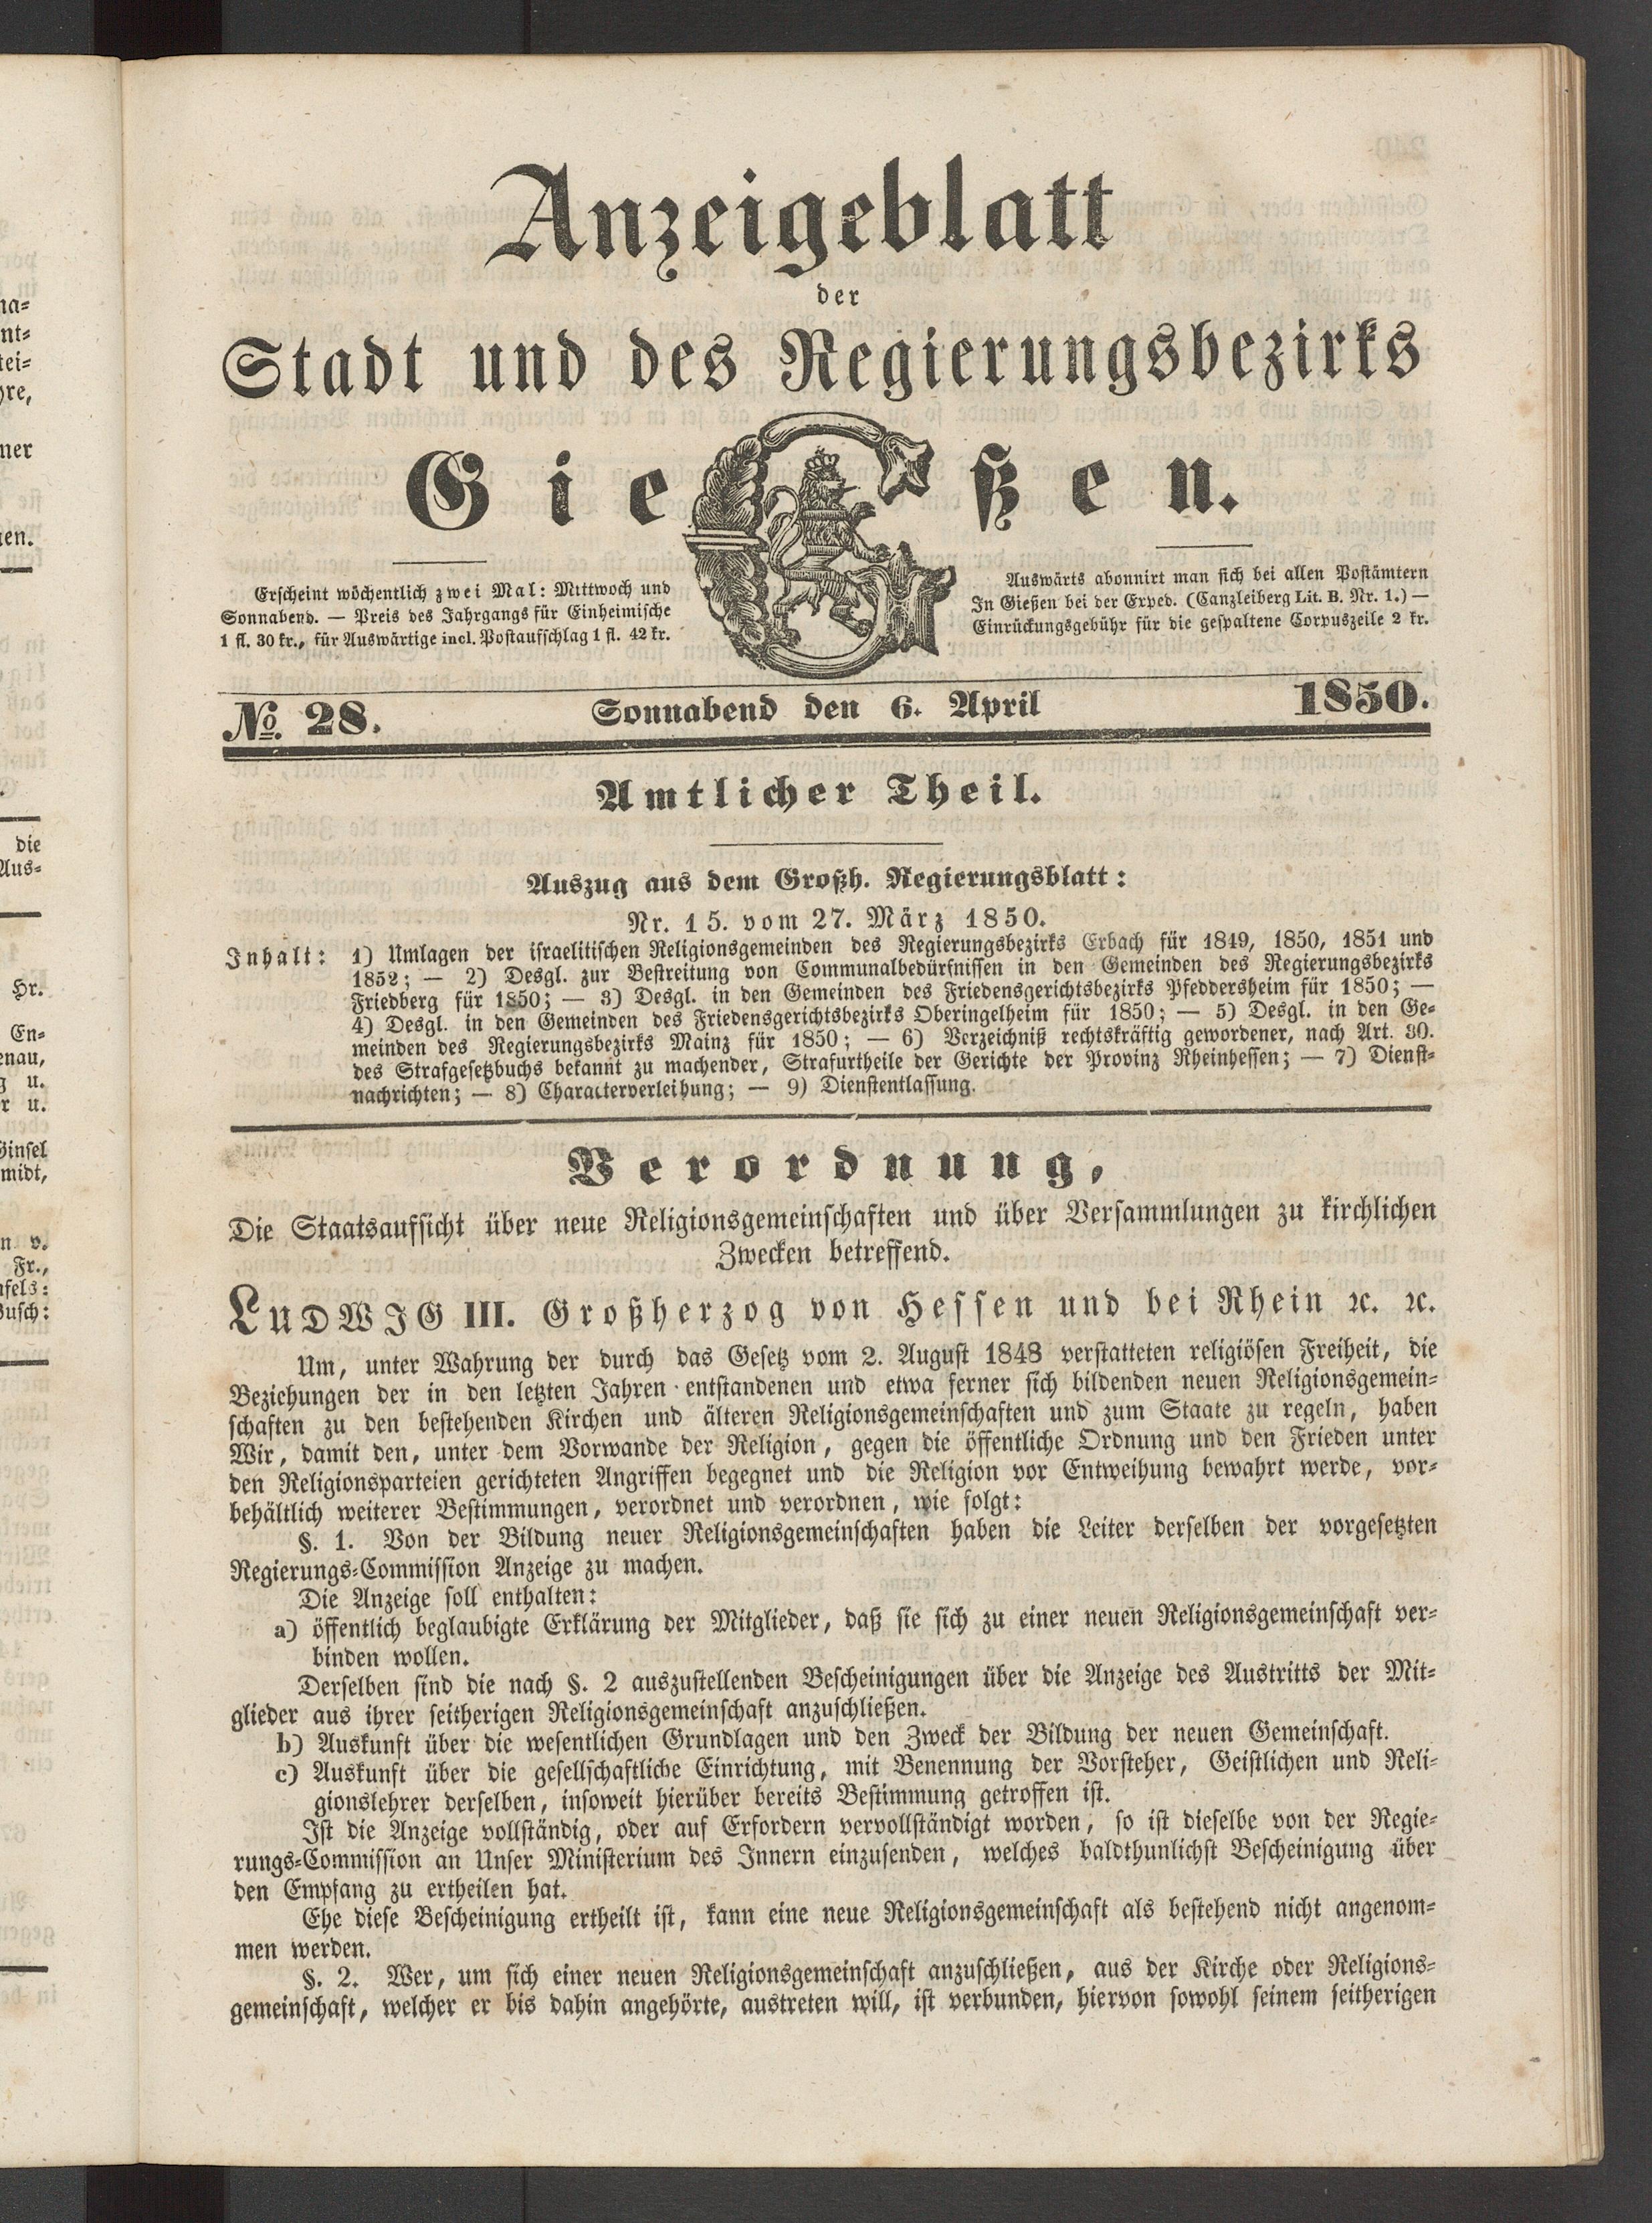 Anzeigeblatt
der
Stadt und des Regierungsbezirks
Gießen.
Erscheint wöchentlich zwei Mal: Mittwoch und
Sonnabend. — Preis des Jahrgangs für Einheimische
1 fl. 30 kr., für Auswärtige incl. Postaufschlag 1 fl. 42 kr.
Auswärts abonnirt man sich bei allen Postämtern
In Gießen bei der Exped. (Canzleiberg Lit. B. Nr. 1.) —
Einrückungsgebühr für die gespaltene Corpuszeile 2 kr.
No. 28. Sonnabend den 6. April 1850.
Amtlicher Theil.
Auszug aus dem Großh. Regierungsblatt:
Nr. 15. vom 27. März 1850.
Inhalt: 1) Umlagen der israelitischen Religionsgemeinden des Regierungsbezirks Erbach für 1849, 1850, 1851 und
1852; — 2) Desgl. zur Bestreitung von Communalbedürfnissen in den Gemeinden des Regierungsbezirks
Friedberg für 1850; — 3) Desgl. in den Gemeinden des Friedensgerichtsbezirks Pfeddersheim für 1850; —
4) Desgl. in den Gemeinden des Friedensgerichtsbezirks Oberingelheim für 1850; — 5) Desgl. in den Ge-
meinden des Regierungsbezirks Mainz für 1850; — 6) Verzeichniß rechtskräftig gewordener, nach Art. 30.
des Strafgesetzbuchs bekannt zu machender, Strafurtheile der Gerichte der Provinz Rheinhessen; — 7) Dienst-
nachrichten; — 8) Characterverleihung; — 9) Dienstentlassung.
Verordnung,
Die Staatsaufsicht über neue Religionsgemeinschaften und über Versammlungen zu kirchlichen
Zwecken betreffend.
LUDWIG III. Großherzog von Hessen und bei Rhein ꝛc. ꝛc.
Um, unter Wahrung der durch das Gesetz vom 2. August 1848 verstatteten religiösen Freiheit, die
Beziehungen der in den letzten Jahren entstandenen und etwa ferner sich bildenden neuen Religionsgemein-
schaften zu den bestehenden Kirchen und älteren Religionsgemeinschaften und zum Staate zu regeln, haben
Wir, damit den, unter dem Vorwande der Religion, gegen die öffentliche Ordnung und den Frieden unter
den Religionsparteien gerichteten Angriffen begegnet und die Religion vor Entweihung bewahrt werde, vor-
behältlich weiterer Bestimmungen, verordnet und verordnen, wie folgt:
§. 1. Von der Bildung neuer Religionsgemeinschaften haben die Leiter derselben der vorgesetzten
Regierungs-Commission Anzeige zu machen.
Die Anzeige soll enthalten:
a) öffentlich beglaubigte Erklärung der Mitglieder, daß sie sich zu einer neuen Religionsgemeinschaft ver-
binden wollen.
Derselben sind die nach §. 2 auszustellenden Bescheinigungen über die Anzeige des Austritts der Mit-
glieder aus ihrer seitherigen Religionsgemeinschaft anzuschließen.
b) Auskunft über die wesentlichen Grundlagen und den Zweck der Bildung der neuen Gemeinschaft.
c) Auskunft über die gesellschaftliche Einrichtung, mit Benennung der Vorsteher, Geistlichen und Reli-
gionslehrer derselben, insoweit hierüber bereits Bestimmung getroffen ist.
Ist die Anzeige vollständig, oder auf Erfordern vervollständigt worden, so ist dieselbe von der Regie-
rungs-Commission an Unser Ministerium des Innern einzusenden, welches baldthunlichst Bescheinigung über
den Empfang zu ertheilen hat.
Ehe diese Bescheinigung ertheilt ist, kann eine neue Religionsgemeinschaft als bestehend nicht angenom-
men werden.
§. 2. Wer, um sich einer neuen Religionsgemeinschaft anzuschließen, aus der Kirche oder Religions-
gemeinschaft, welcher er bis dahin angehörte, austreten will, ist verbunden, hiervon sowohl seinem seitherigen